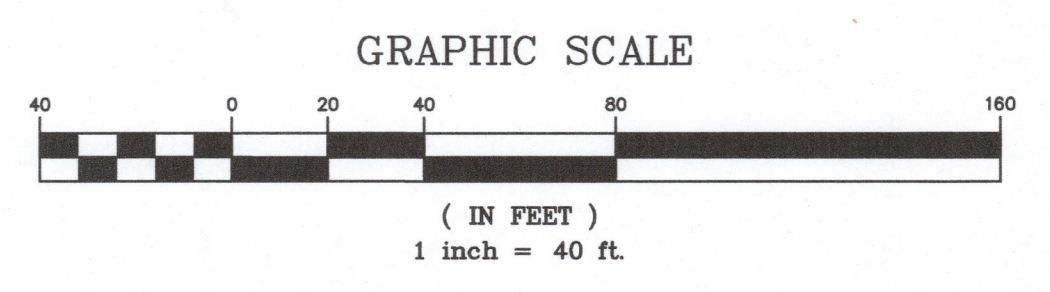 GRAPHIC SCALE
40 0 20 40 80 160
( IN FEET )
1 inch = 40 ft.